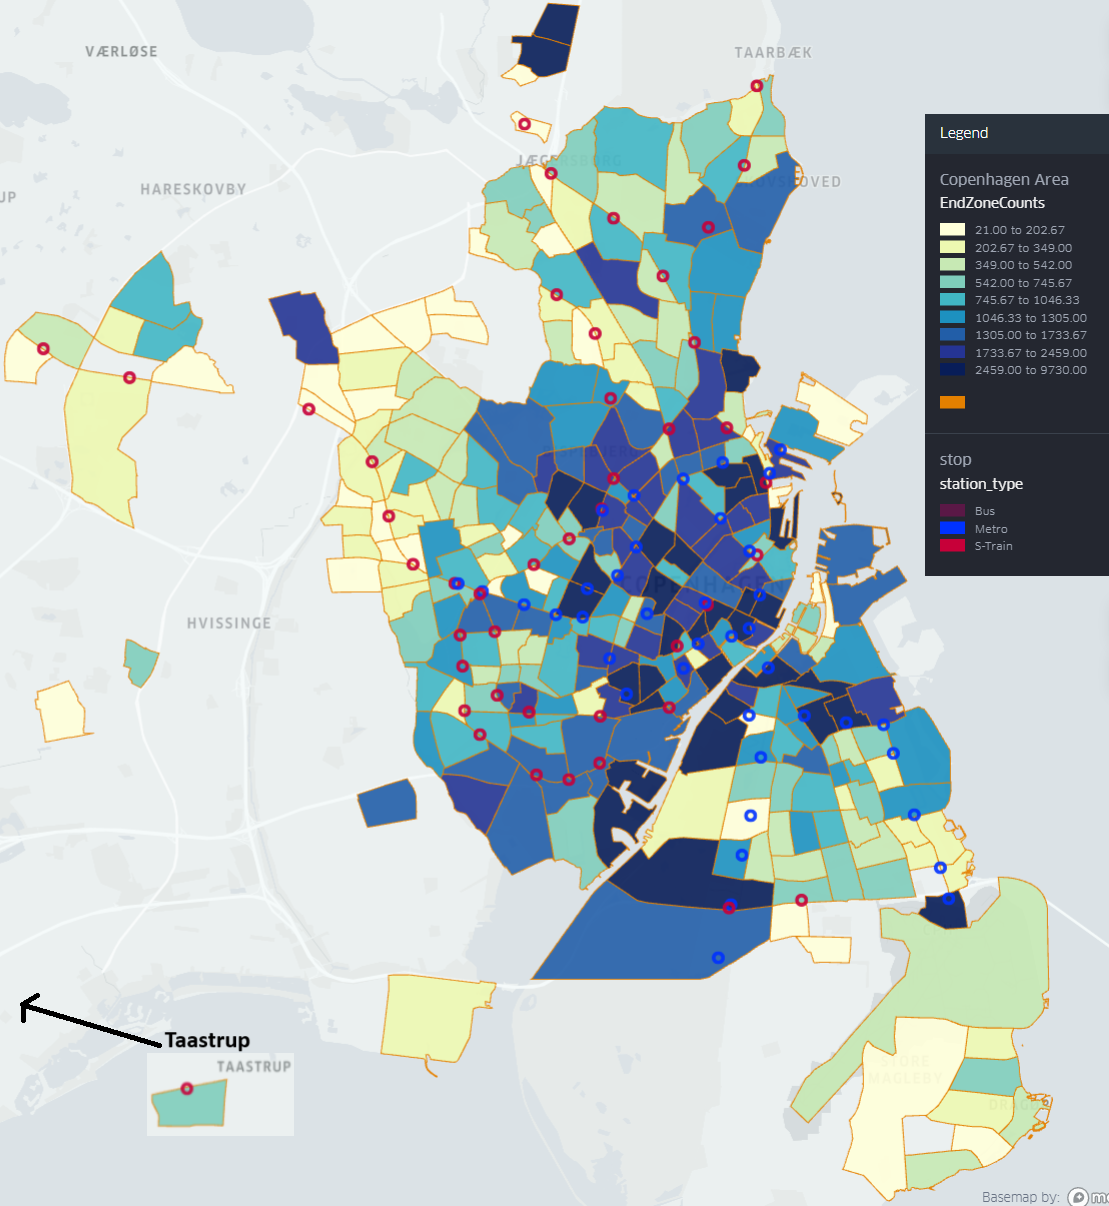 VÆRLØSE
TAARBÆK
Legend
JÆGERSBORG
Copenhagen Area
HARESKOVBY
EndZoneCounts
UP
21.00 to 202.67
202.67 to 349.00
349.00 to 542.00
542.00 to 745.67
745.67 to 1046.33
1046.33 to 1305.00
1305.00 to 1733.67
1733.67 to 2459.00
2459.00 to 9730.00
stop
station_type
Bus
Metro
S-Train
COPENHAGEN
HVISSINGE
Taastrup
TAASTRUP
STORE
MAGLEBY
Basemap by: